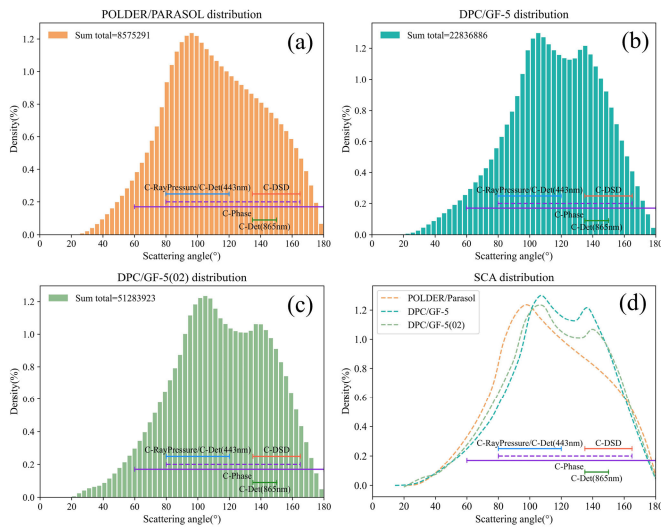 POLDER/PARASOL distribution
Sum total=8575291
(a)
Density(%)
1.2
1.0
0.8
0.6
0.4
0.2
0.0
C-RayPressure/C-Det(443nm)
C-DSD
C-Phase
C-Det(865nm)
0 20 40 60 80 100 120 140 160 180
Scattering angle(°)
DPC/GF-5 distribution
Sum total=22836886
(b)
Density(%)
1.2
1.0
0.8
0.6
0.4
0.2
0.0
C-RayPressure/C-Det(443nm)
C-DSD
C-Phase
C-Det(865nm)
0 20 40 60 80 100 120 140 160 180
Scattering angle(°)
DPC/GF-5(02) distribution
Sum total=51283923
(c)
Density(%)
1.2
1.0
0.8
0.6
0.4
0.2
0.0
C-RayPressure/C-Det(443nm)
C-DSD
C-Phase
C-Det(865nm)
0 20 40 60 80 100 120 140 160 180
Scattering angle(°)
SCA distribution
POLDER/Parasol
DPC/GF-5
DPC/GF-5(02)
(d)
Density(%)
1.2
1.0
0.8
0.6
0.4
0.2
0.0
C-RayPressure/C-Det(443nm)
C-DSD
C-Phase
C-Det(865nm)
0 20 40 60 80 100 120 140 160 180
Scattering angle(°)